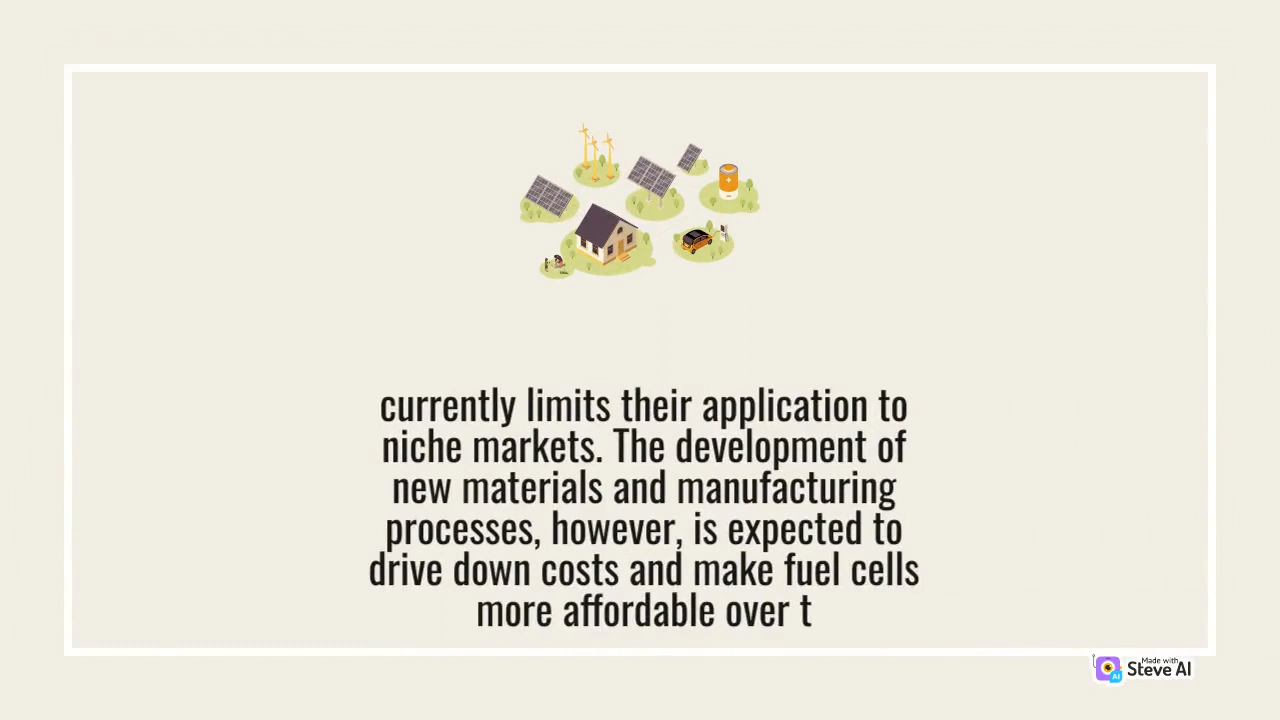 currently limits their application to
niche markets. The development of
new materials and manufacturing
processes, however, is expected to
drive down costs and make fuel cells
more affordable over t
Made with
Steve AI
AI